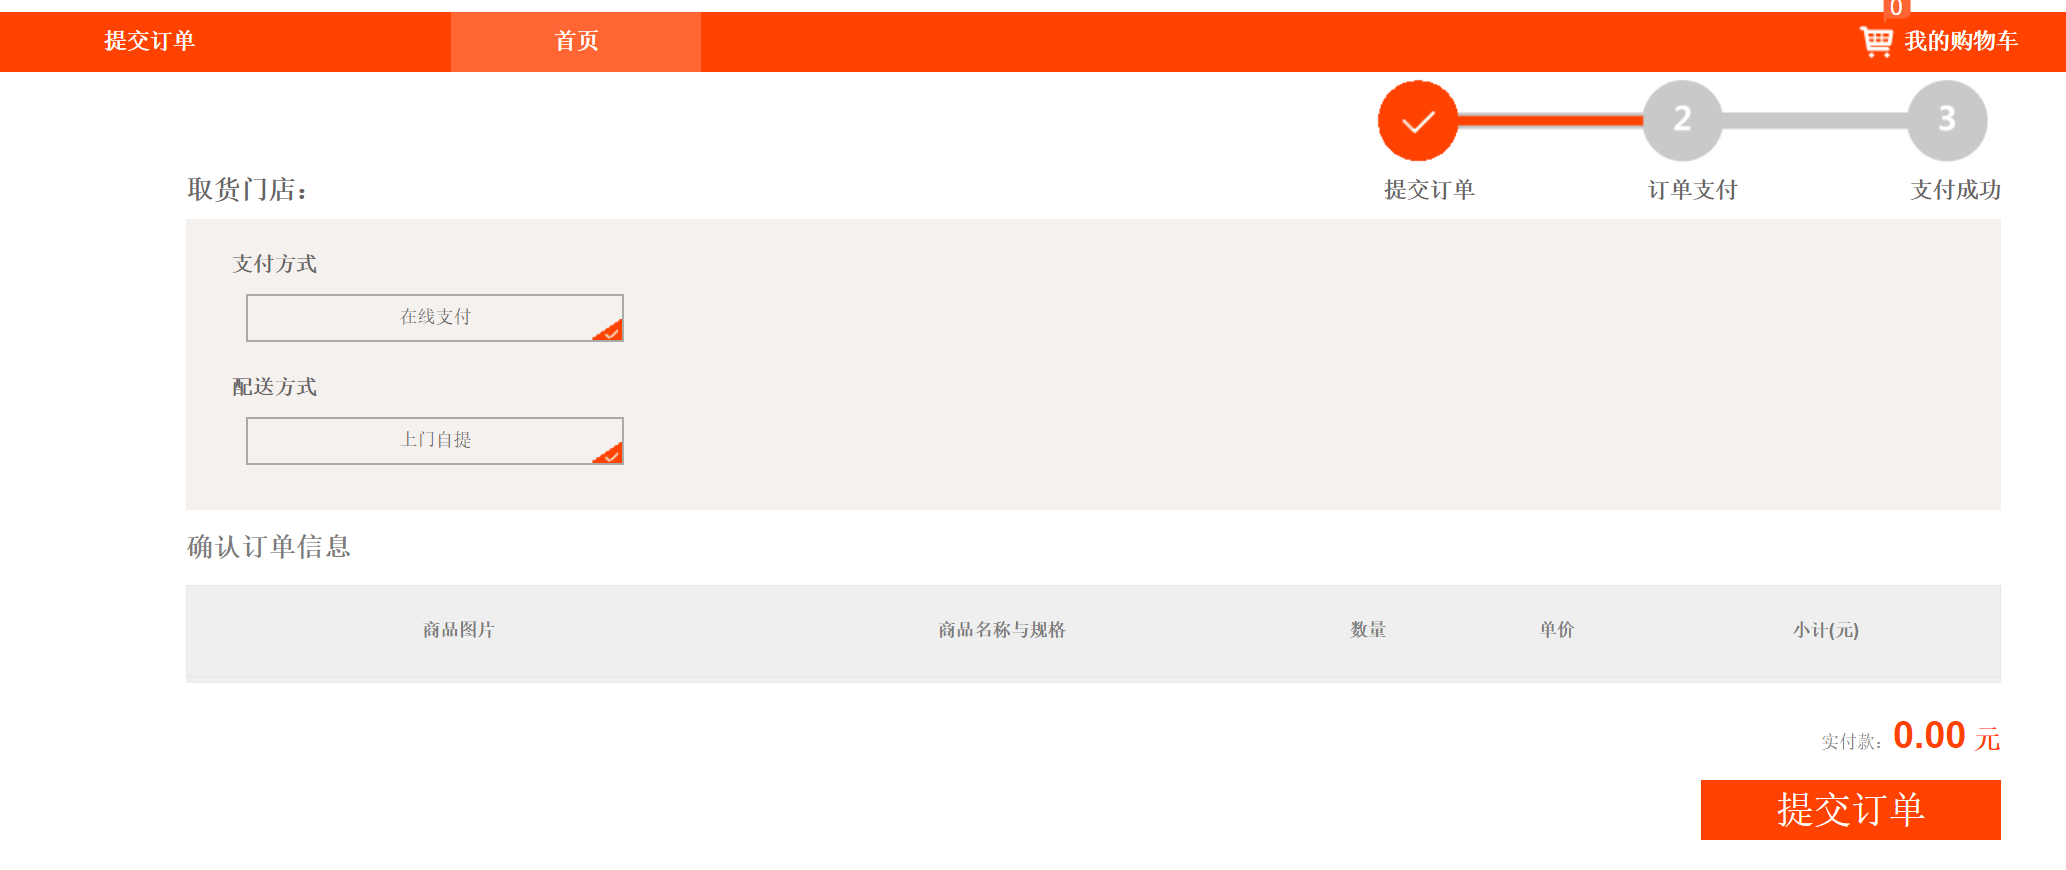 0
提交订单 首页 我的购物车
2 3
取货门店： 提交订单 订单支付 支付成功
支付方式
在线支付
配送方式
上门自提
确认订单信息
商品图片 商品名称与规格 数量 单价 小计(元)
实付款：0.00 元
提交订单